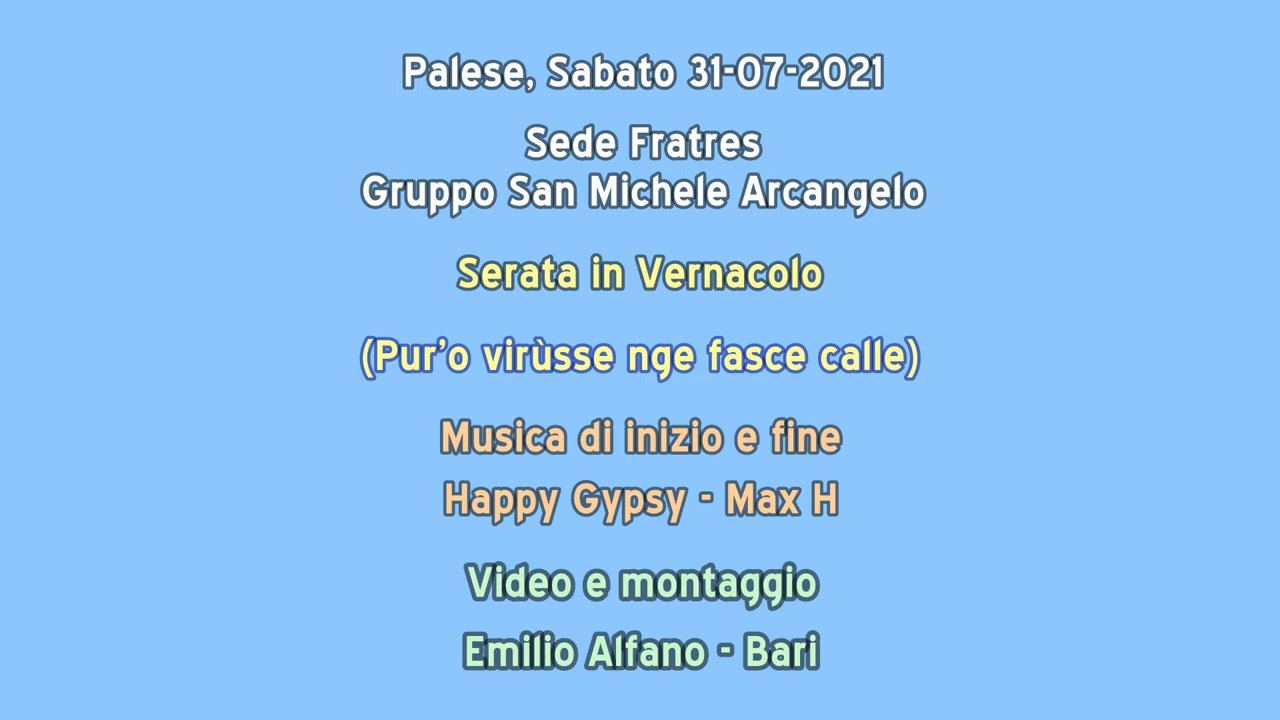 Palese, Sabato 31-07-2021
Sede Fratres
Gruppo San Michele Arcangelo
Serata in Vernacolo
(Pur’o virùsse nge fasce calle)
Musica di inizio e fine
Happy Gypsy - Max H
Video e montaggio
Emilio Alfano - Bari